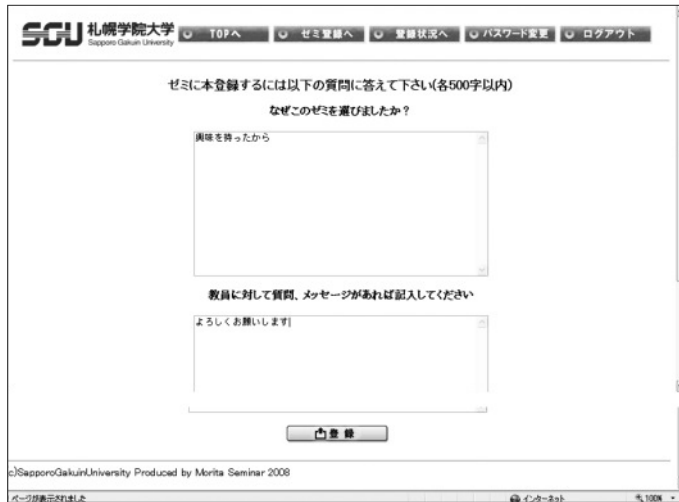 SGU 札幌学院大学
Sapporo Gakuin University
TOPへ ゼミ登録へ 登録状況へ パスワード変更 ログアウト
ゼミに本登録するには以下の質問に答えて下さい(各500字以内)
なぜこのゼミを選びましたか？
興味を持ったから
教員に対して質問、メッセージがあれば記入してください
よろしくお願いします
登録
c)SapporoGakuinUniversity Produced by Morita Seminar 2008
ページが表示されました インターネット 100%